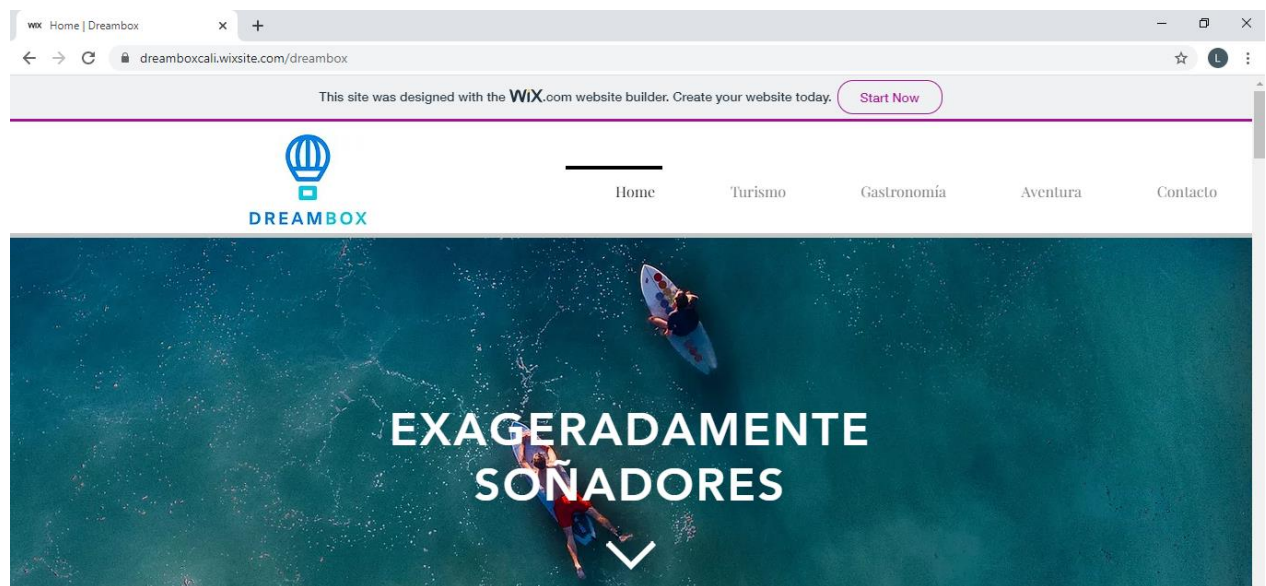 WiX Home | Dreambox
dreamboxcali.wixsite.com/dreambox
L
This site was designed with the WiX.com website builder. Create your website today. Start Now
DREAMBOX
Home Turismo Gastronomía Aventura Contacto
EXAGERADAMENTE
SOÑADORES